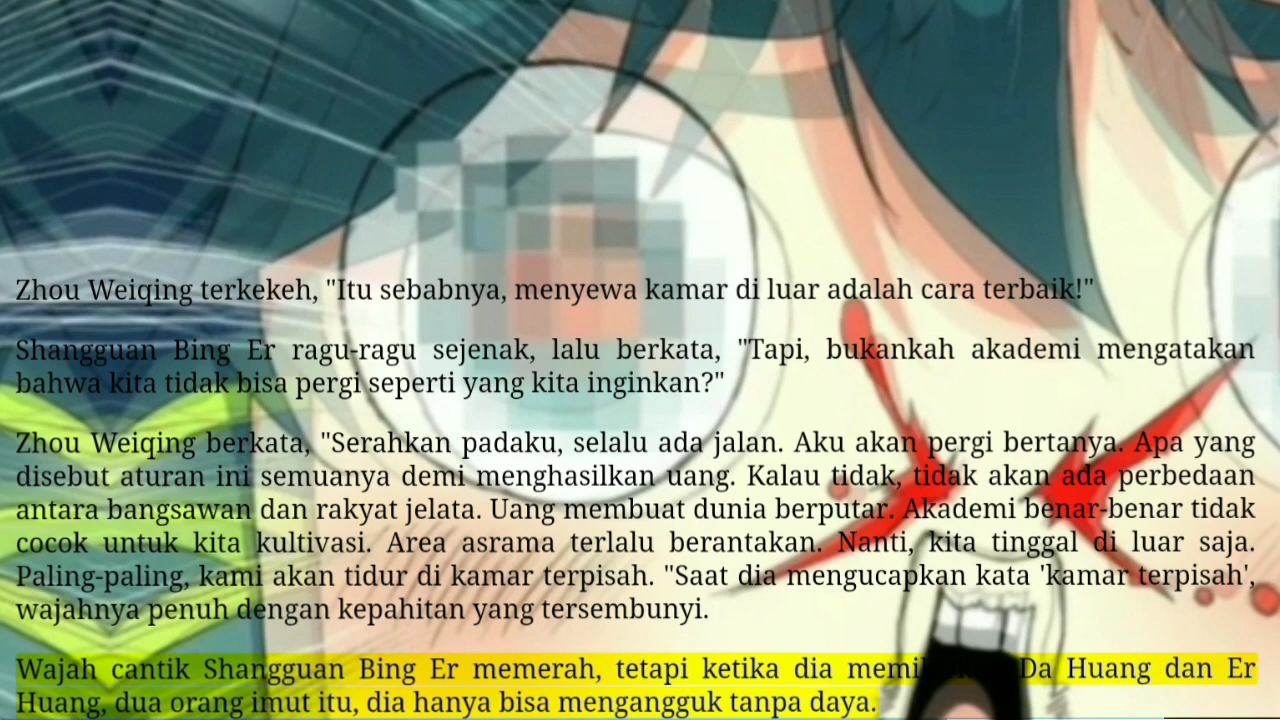 Zhou Weiqing terkekeh, "Itu sebabnya, menyewa kamar di luar adalah cara terbaik!"
Shangguan Bing Er ragu-ragu sejenak, lalu berkata, "Tapi, bukankah akademi mengatakan
bahwa kita tidak bisa pergi seperti yang kita inginkan?"
Zhou Weiqing berkata, "Serahkan padaku, selalu ada jalan. Aku akan pergi bertanya. Apa yang
disebut aturan ini semuanya demi menghasilkan uang. Kalau tidak, tidak akan ada perbedaan
antara bangsawan dan rakyat jelata. Uang membuat dunia berputar. Akademi benar-benar tidak
cocok untuk kita kultivasi. Area asrama terlalu berantakan. Nanti, kita tinggal di luar saja.
Paling-paling, kami akan tidur di kamar terpisah. "Saat dia mengucapkan kata 'kamar terpisah',
wajahnya penuh dengan kepahitan yang tersembunyi.
Wajah cantik Shangguan Bing Er memerah, tetapi ketika dia Da Huang dan Er
Huang, dua orang imut itu, dia hanya bisa mengangguk tanpa daya.